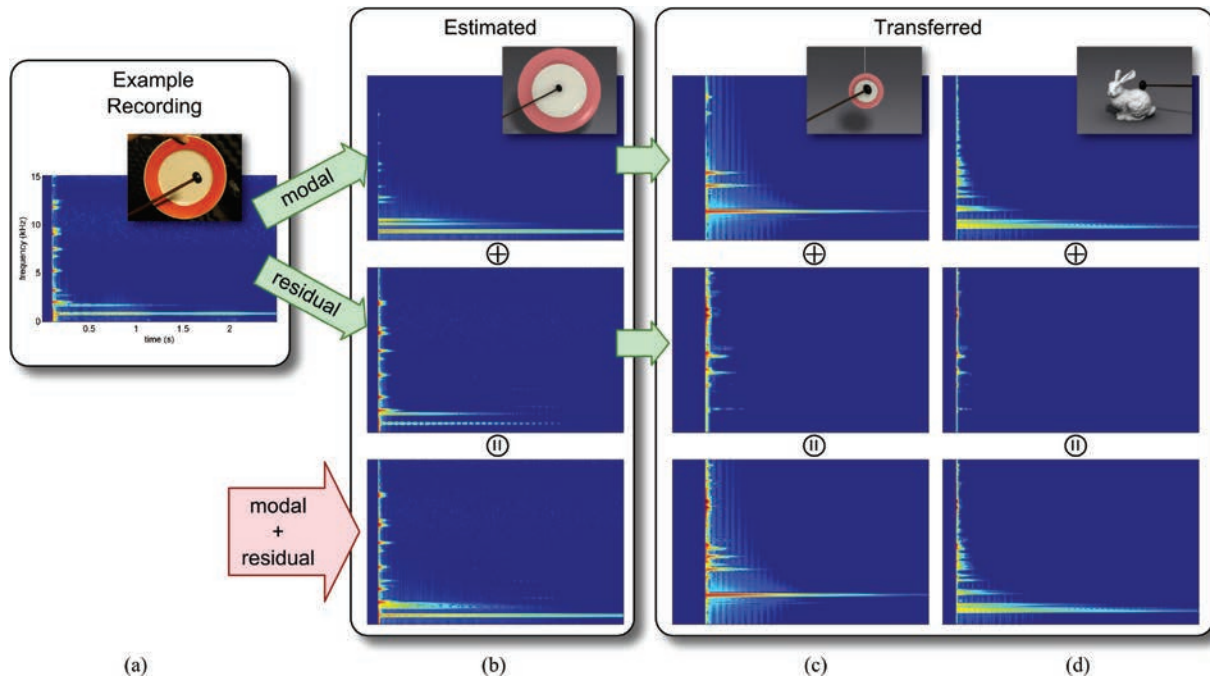 Example
Recording
15
10
5
0
frequency (kHz)
0.5
1
1.5
2
time (s)
modal
residual
modal
+
residual
Estimated
Transferred
(a)
(b)
(c)
(d)